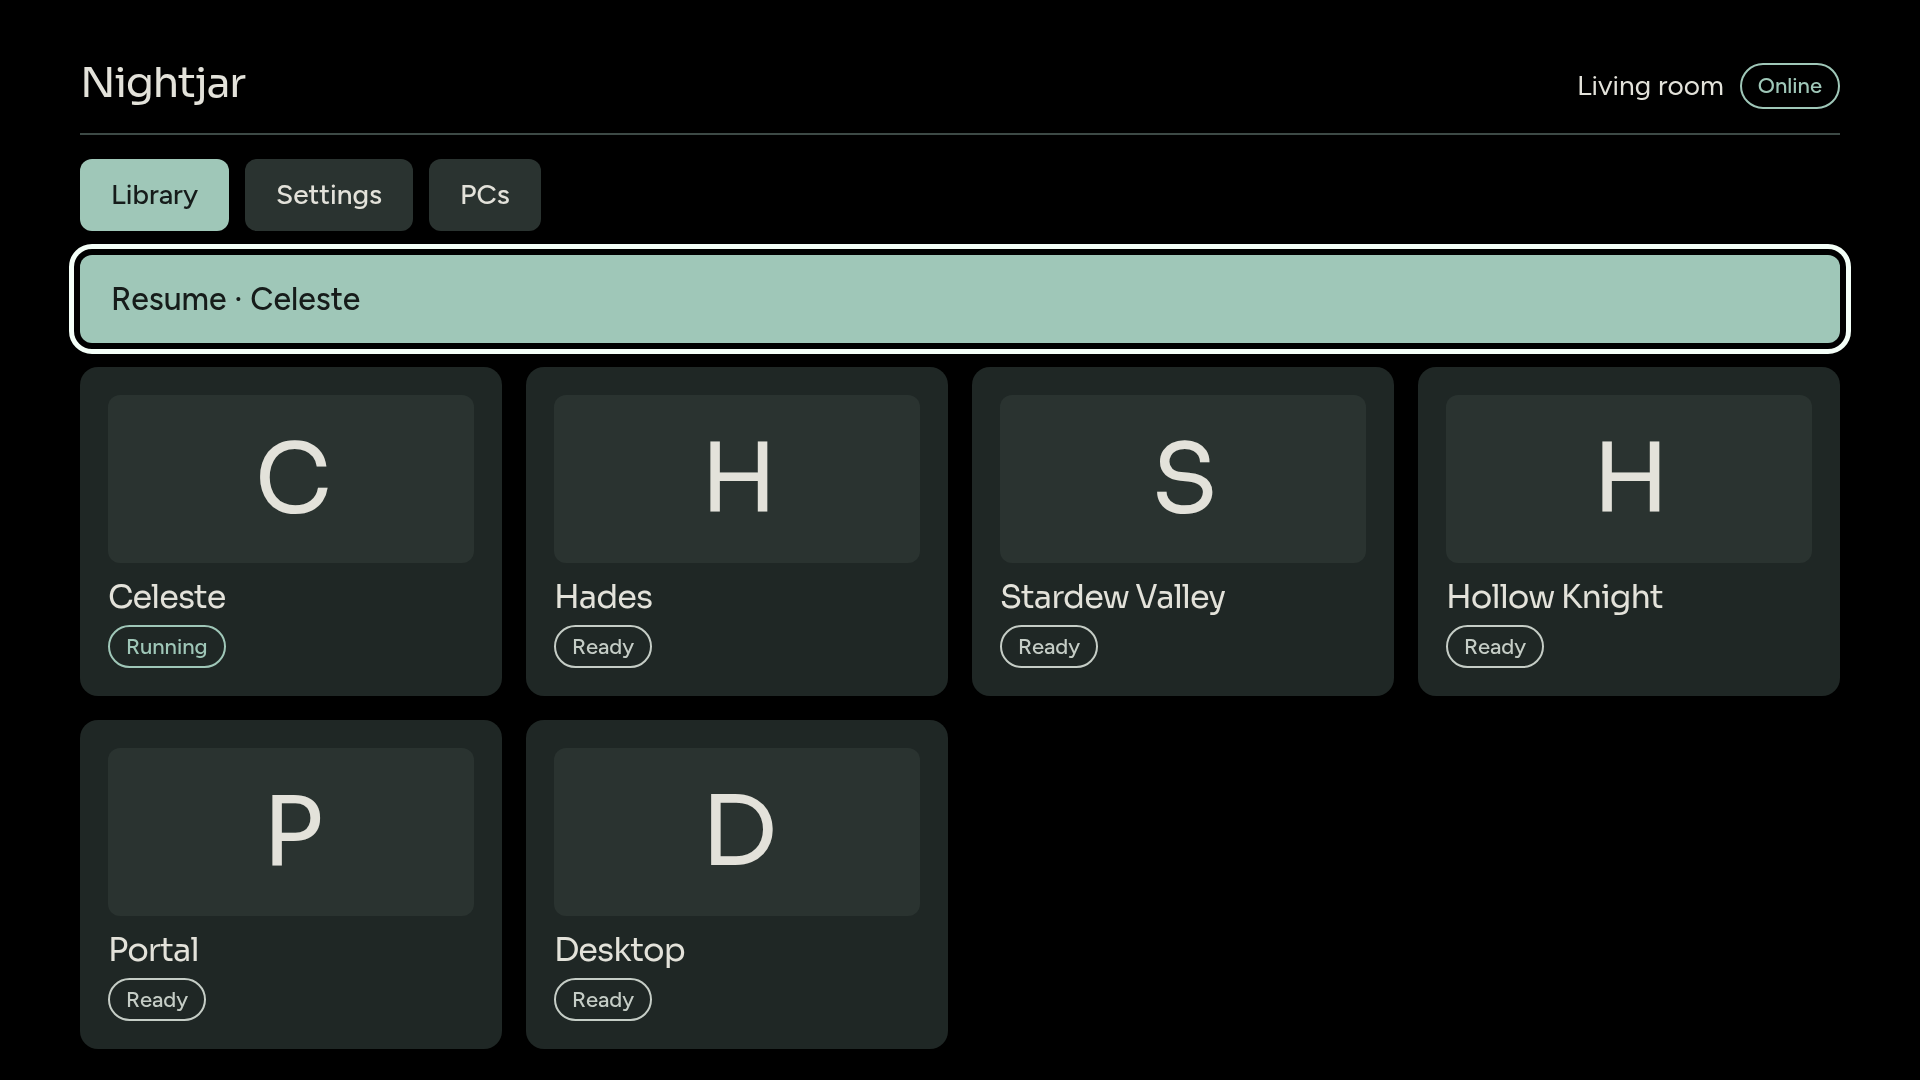 Nightjar
Living room
Online
Library
Settings
PCs
Resume · Celeste
C
H
S
H
Celeste
Hades
Stardew Valley
Hollow Knight
Running
Ready
Ready
Ready
P
D
Portal
Desktop
Ready
Ready